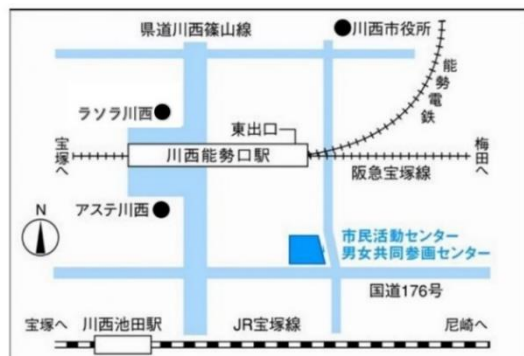 県道川西篠山線
川西市役所
能勢電鉄
ラソラ川西
東出口
宝塚へ
川西能勢口駅
梅田へ
阪急宝塚線
アステ川西
N
市民活動センター
男女共同参画センター
国道176号
宝塚へ
川西池田駅
JR宝塚線
尼崎へ